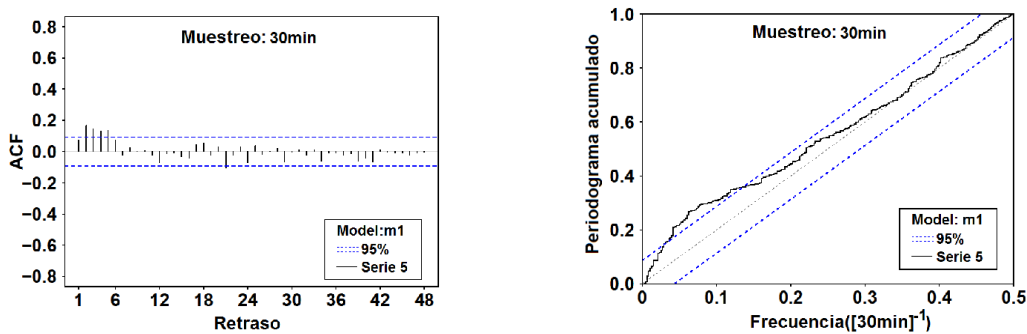 Muestreo: 30min
ACF
0.8
0.6
0.4
0.2
0.0
−0.2
−0.4
−0.6
−0.8
Model:m1
95%
Serie 5
1 6 12 18 24 30 36 42 48
Retraso
Muestreo: 30min
Periodograma acumulado
1.0
0.8
0.6
0.4
0.2
0.0
Model: m1
95%
Serie 5
0 0.1 0.2 0.3 0.4 0.5
Frecuencia([30min]⁻¹)